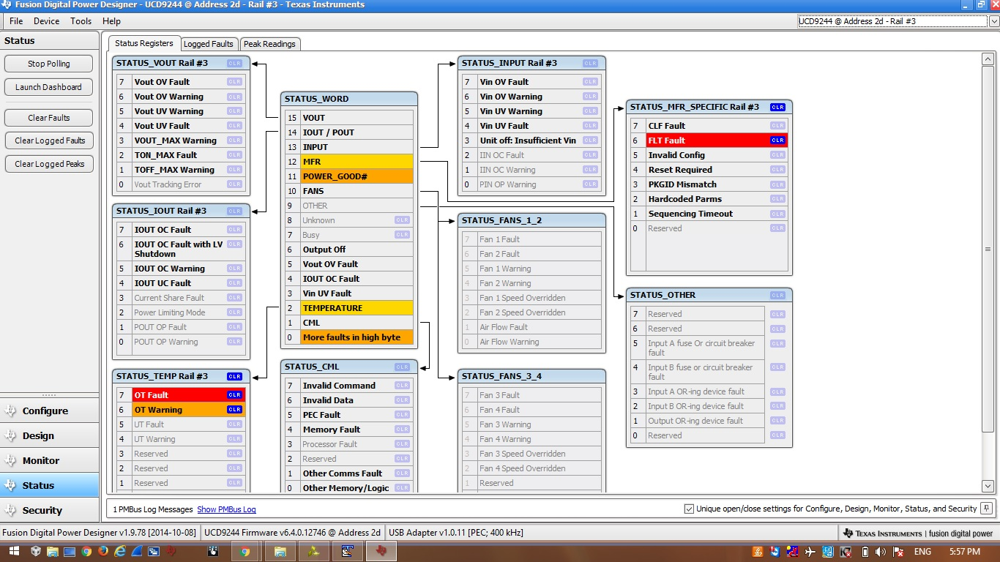 Fusion Digital Power Designer - UCD9244 @ Address 2d - Rail #3 - Texas Instruments
File Device Tools Help
UCD9244 @ Address 2d - Rail #3
Status
Stop Polling
Launch Dashboard
Clear Faults
Clear Logged Faults
Clear Logged Peaks
Configure
Design
Monitor
Status
Security
Status Registers Logged Faults Peak Readings
STATUS_VOUT Rail #3 CLR
7 Vout OV Fault CLR
6 Vout OV Warning CLR
5 Vout UV Warning CLR
4 Vout UV Fault CLR
3 VOUT_MAX Warning CLR
2 TON_MAX Fault CLR
1 TOFF_MAX Warning CLR
0 Vout Tracking Error CLR
STATUS_IOUT Rail #3 CLR
7 IOUT OC Fault CLR
6 IOUT OC Fault with LV CLR
Shutdown
5 IOUT OC Warning CLR
4 IOUT UC Fault CLR
3 Current Share Fault CLR
2 Power Limiting Mode CLR
1 POUT OP Fault CLR
0 POUT OP Warning CLR
STATUS_TEMP Rail #3 CLR
7 OT Fault CLR
6 OT Warning CLR
5 UT Fault CLR
4 UT Warning CLR
3 Reserved CLR
2 Reserved CLR
1 Reserved CLR
STATUS_WORD
15 VOUT
14 IOUT / POUT
13 INPUT
12 MFR
11 POWER_GOOD#
10 FANS
9 OTHER
8 Unknown CLR
7 Busy CLR
6 Output Off
5 Vout OV Fault
4 IOUT OC Fault
3 Vin UV Fault
2 TEMPERATURE
1 CML
0 More faults in high byte
STATUS_CML CLR
7 Invalid Command CLR
6 Invalid Data CLR
5 PEC Fault CLR
4 Memory Fault CLR
3 Processor Fault CLR
2 Reserved CLR
1 Other Comms Fault CLR
0 Other Memory/Logic CLR
STATUS_INPUT Rail #3 CLR
7 Vin OV Fault CLR
6 Vin OV Warning CLR
5 Vin UV Warning CLR
4 Vin UV Fault CLR
3 Unit off: Insufficient Vin CLR
2 IIN OC Fault CLR
1 IIN OC Warning CLR
0 PIN OP Warning CLR
STATUS_FANS_1_2
7 Fan 1 Fault
6 Fan 2 Fault
5 Fan 1 Warning
4 Fan 2 Warning
3 Fan 1 Speed Overridden
2 Fan 2 Speed Overridden
1 Air Flow Fault
0 Air Flow Warning
STATUS_FANS_3_4
7 Fan 3 Fault
6 Fan 4 Fault
5 Fan 3 Warning
4 Fan 4 Warning
3 Fan 3 Speed Overridden
2 Fan 4 Speed Overridden
1 Reserved
STATUS_MFR_SPECIFIC Rail #3 CLR
7 CLF Fault CLR
6 FLT Fault CLR
5 Invalid Config CLR
4 Reset Required CLR
3 PKGID Mismatch CLR
2 Hardcoded Parms CLR
1 Sequencing Timeout CLR
0 Reserved CLR
STATUS_OTHER CLR
7 Reserved CLR
6 Reserved CLR
5 Input A fuse Or circuit breaker CLR
fault
4 Input B fuse or circuit breaker CLR
fault
3 Input A OR-ing device fault CLR
2 Input B OR-ing device fault CLR
1 Output OR-ing device fault CLR
0 Reserved CLR
1 PMBus Log Messages Show PMBus Log
Unique open/close settings for Configure, Design, Monitor, Status, and Security
Fusion Digital Power Designer v1.9.78 [2014-10-08] UCD9244 Firmware v6.4.0.12746 @ Address 2d USB Adapter v1.0.11 [PEC; 400 kHz] TEXAS INSTRUMENTS | fusion digital power
ENG 5:57 PM